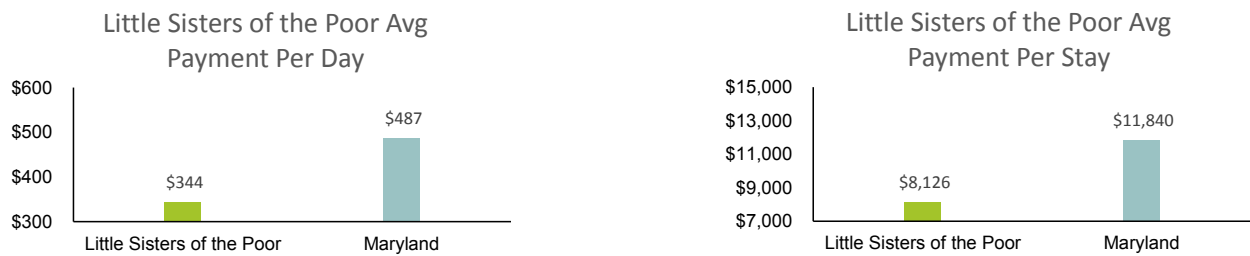 Little Sisters of the Poor Avg
Payment Per Day
$600
$500
$400
$300
$344
$487
Little Sisters of the Poor
Maryland
Little Sisters of the Poor Avg
Payment Per Stay
$15,000
$13,000
$11,000
$9,000
$7,000
$8,126
$11,840
Little Sisters of the Poor
Maryland